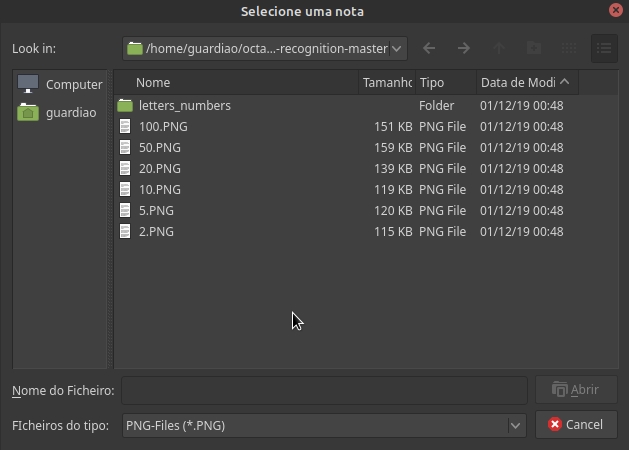 Selecione uma nota
Look in: /home/guardiao/octa...-recognition-master
Computer
guardiao
Nome Tamanho Tipo Data de Modi
letters_numbers Folder 01/12/19 00:48
100.PNG 151 KB PNG File 01/12/19 00:48
50.PNG 159 KB PNG File 01/12/19 00:48
20.PNG 139 KB PNG File 01/12/19 00:48
10.PNG 119 KB PNG File 01/12/19 00:48
5.PNG 120 KB PNG File 01/12/19 00:48
2.PNG 115 KB PNG File 01/12/19 00:48
Nome do Ficheiro: Abrir
FIcheiros do tipo: PNG-Files (*.PNG) Cancel